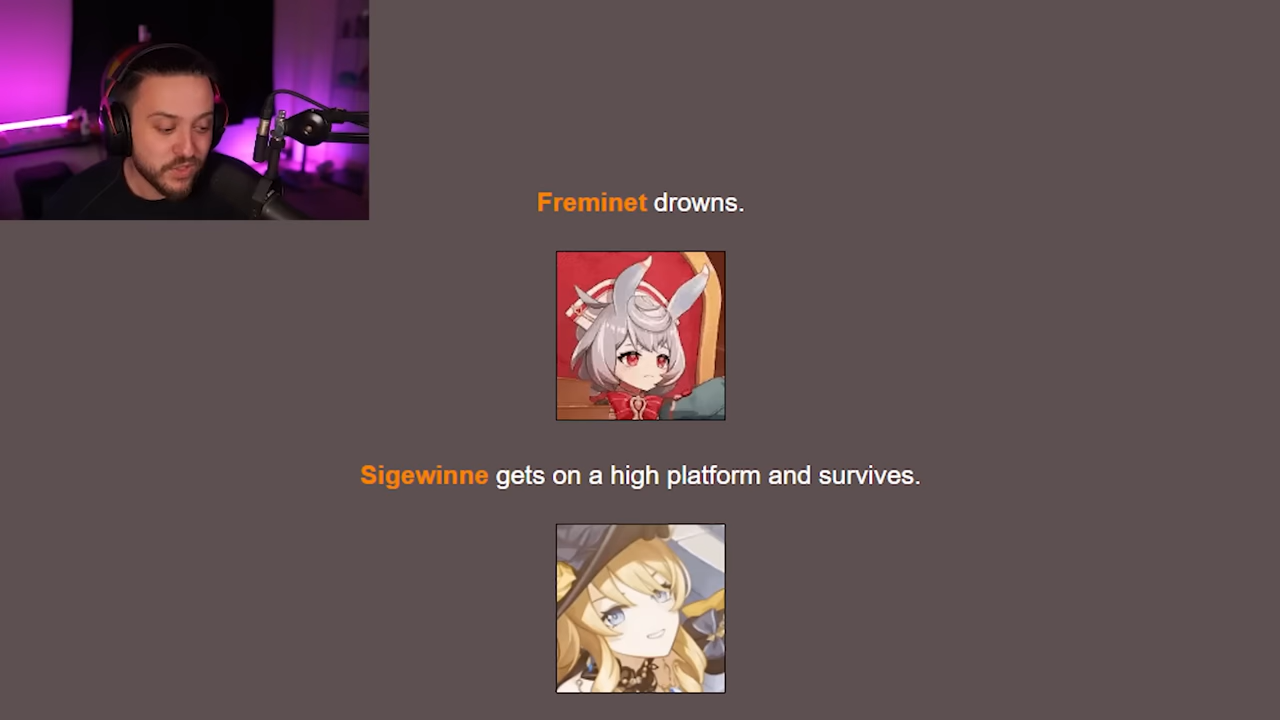 Freminet drowns.
Sigewinne gets on a high platform and survives.